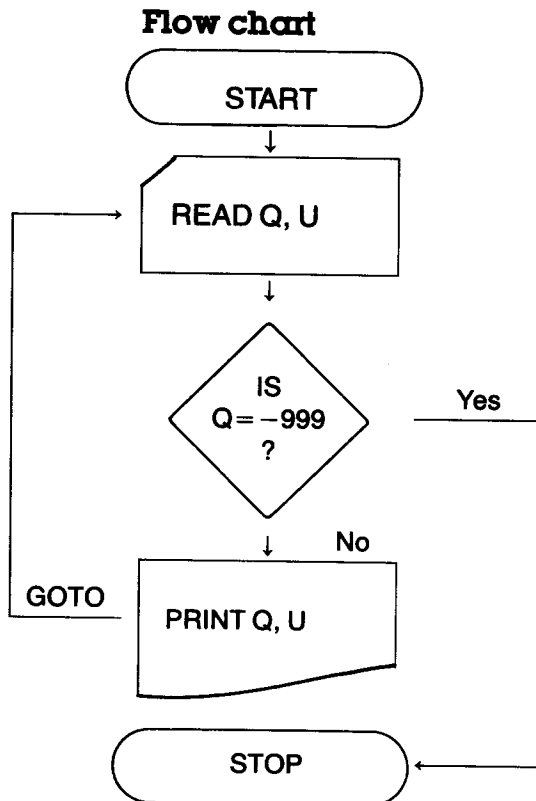 Flow chart
START
READ Q, U
IS
Q = −999
?
Yes
No
GOTO
PRINT Q, U
STOP